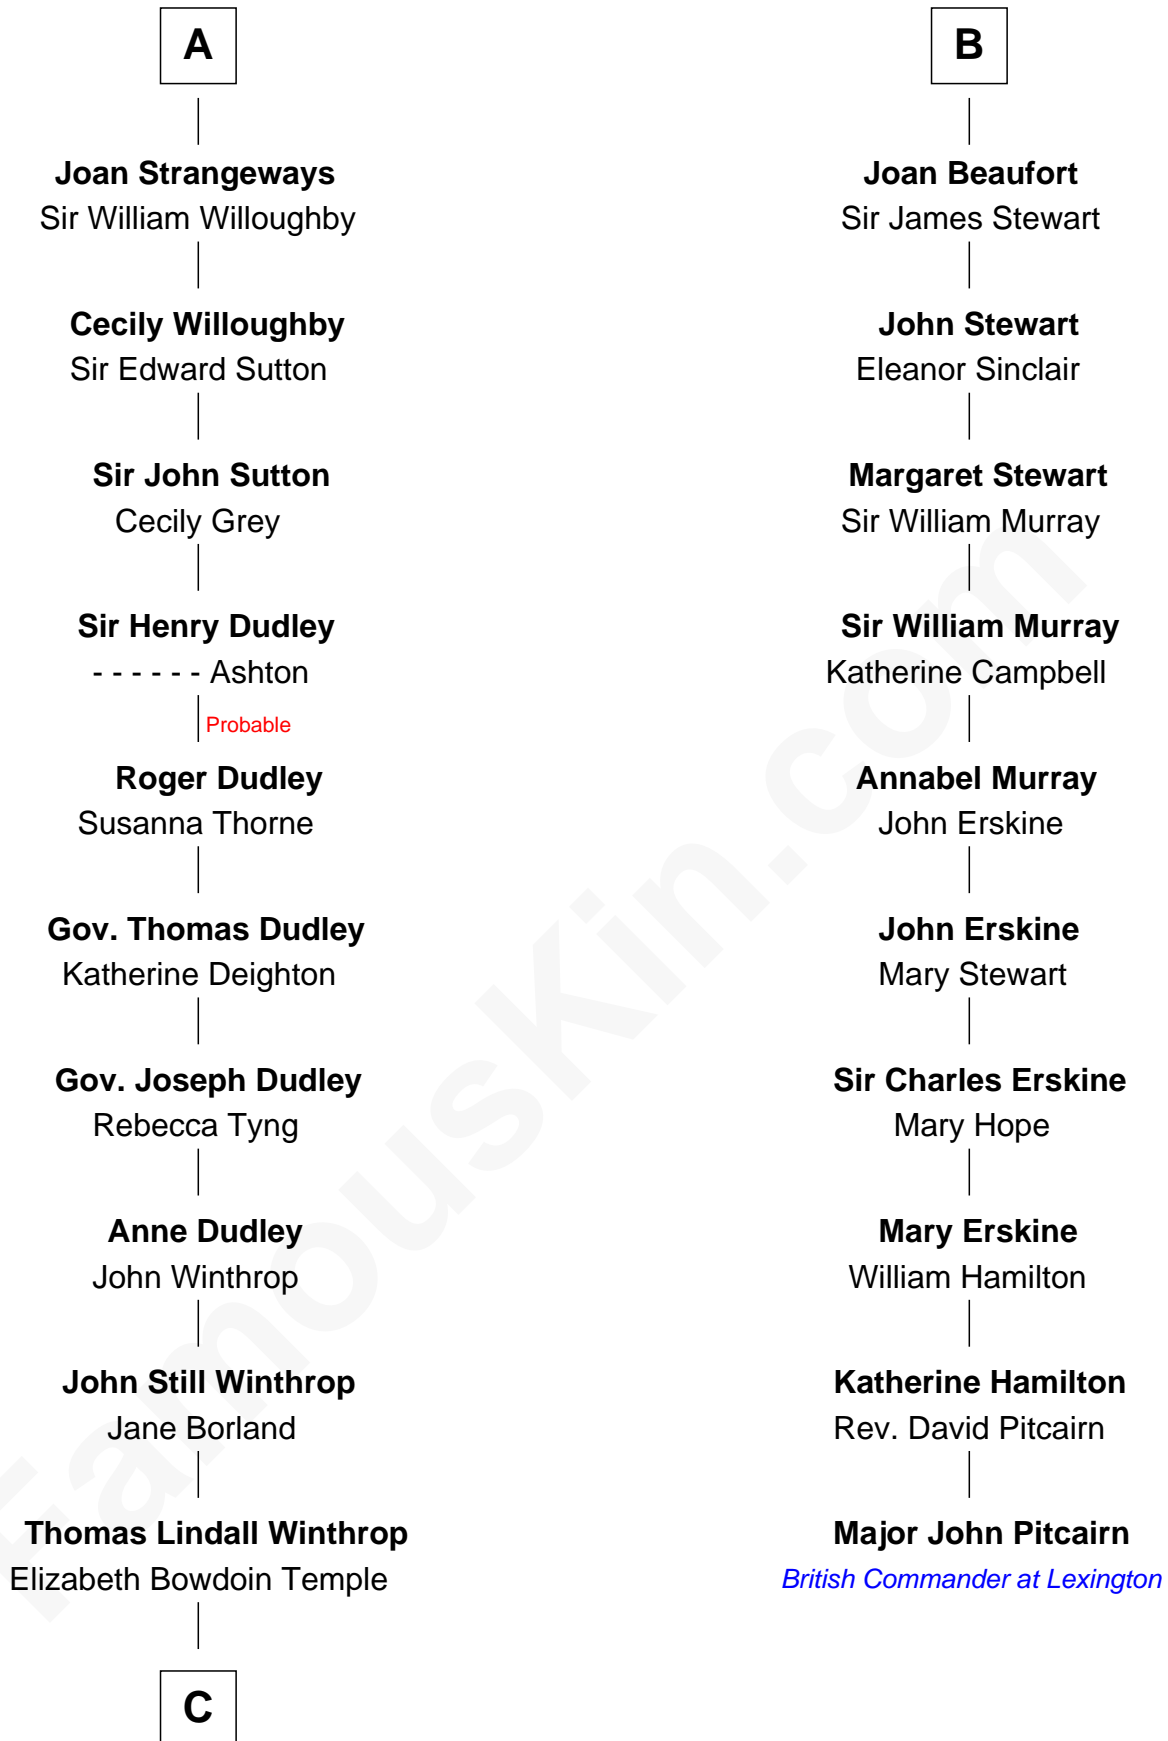 A
Joan Strangeways
Sir William Willoughby
Cecily Willoughby
Sir Edward Sutton
Sir John Sutton
Cecily Grey
Sir Henry Dudley
- - - - - - Ashton
Probable
Roger Dudley
Susanna Thorne
Gov. Thomas Dudley
Katherine Deighton
Gov. Joseph Dudley
Rebecca Tyng
Anne Dudley
John Winthrop
John Still Winthrop
Jane Borland
Thomas Lindall Winthrop
Elizabeth Bowdoin Temple
C
B
Joan Beaufort
Sir James Stewart
John Stewart
Eleanor Sinclair
Margaret Stewart
Sir William Murray
Sir William Murray
Katherine Campbell
Annabel Murray
John Erskine
John Erskine
Mary Stewart
Sir Charles Erskine
Mary Hope
Mary Erskine
William Hamilton
Katherine Hamilton
Rev. David Pitcairn
Major John Pitcairn
British Commander at Lexington
FamousKin.com